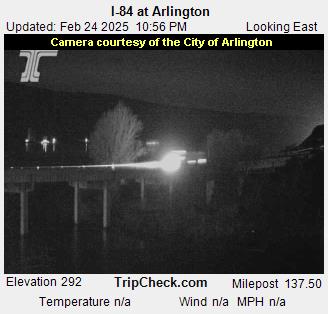 I-84 at Arlington
Updated: Feb 24 2025 10:56 PM Looking East
Camera courtesy of the City of Arlington
Elevation 292 TripCheck.com Milepost 137.50
Temperature n/a Wind n/a MPH n/a